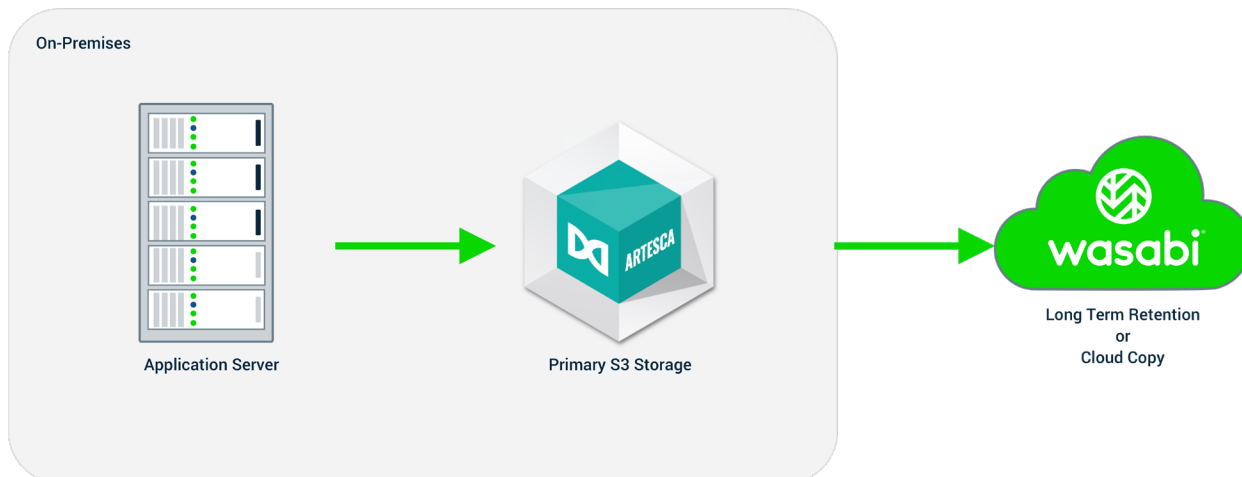 On-Premises
ARTESCA
wasabi
Application Server
Primary S3 Storage
Long Term Retention
or
Cloud Copy